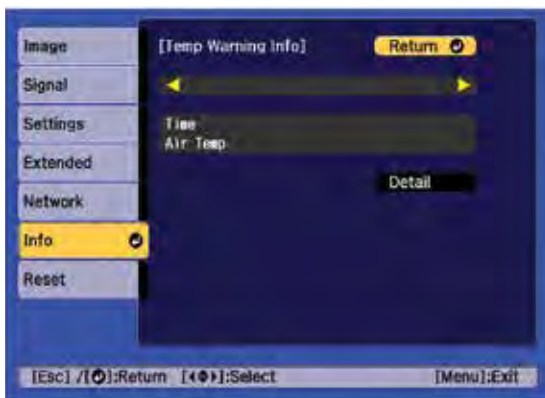 Image
Signal
Settings
Extended
Network
Info
Reset
[Temp Warning Info]
Return
Time
Air Temp
Detail
[Esc] /[ ]:Return [ ]:Select [Menu]:Exit